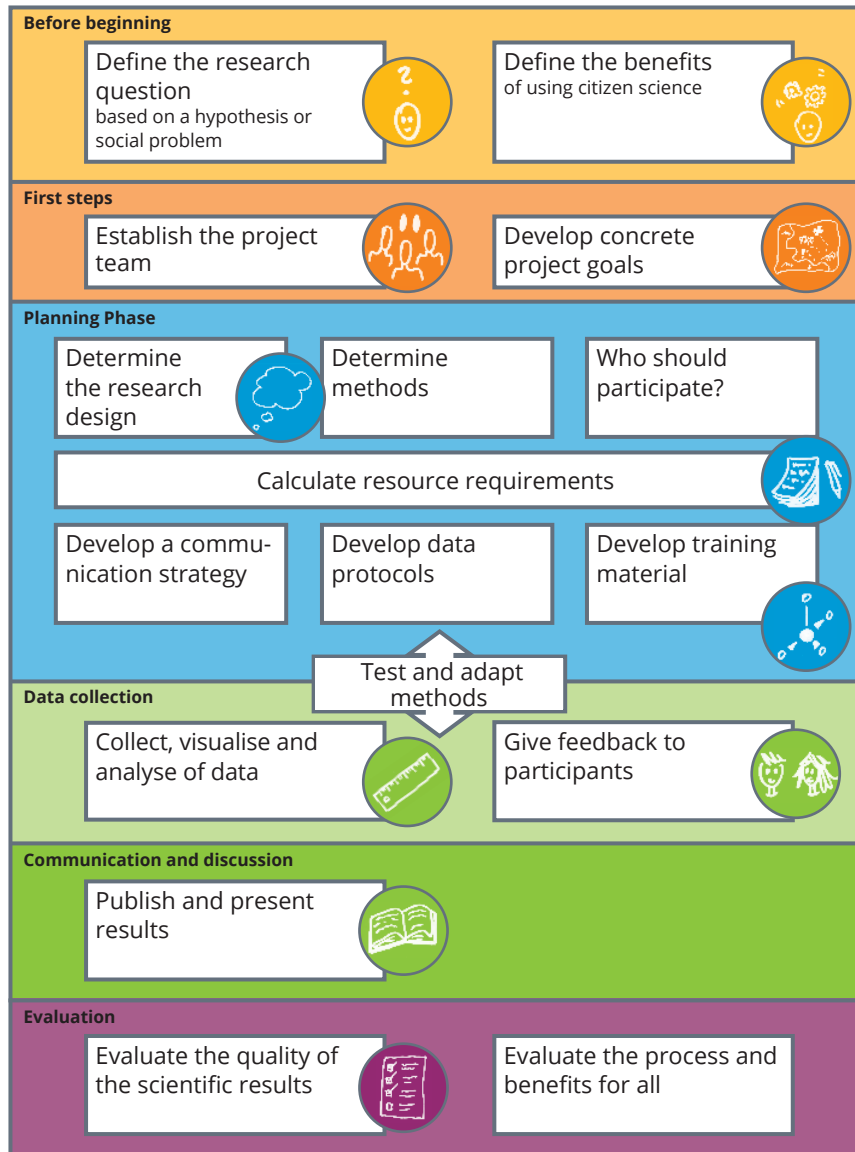 Before beginning
Define the research
question
based on a hypothesis or
social problem
Define the benefits
of using citizen science
First steps
Establish the project
team
Develop concrete
project goals
Planning Phase
Determine
the research
design
Determine
methods
Who should
participate?
Calculate resource requirements
Develop a commu-
nication strategy
Develop data
protocols
Develop training
material
Test and adapt
methods
Data collection
Collect, visualise and
analyse of data
Give feedback to
participants
Communication and discussion
Publish and present
results
Evaluation
Evaluate the quality of
the scientific results
Evaluate the process and
benefits for all